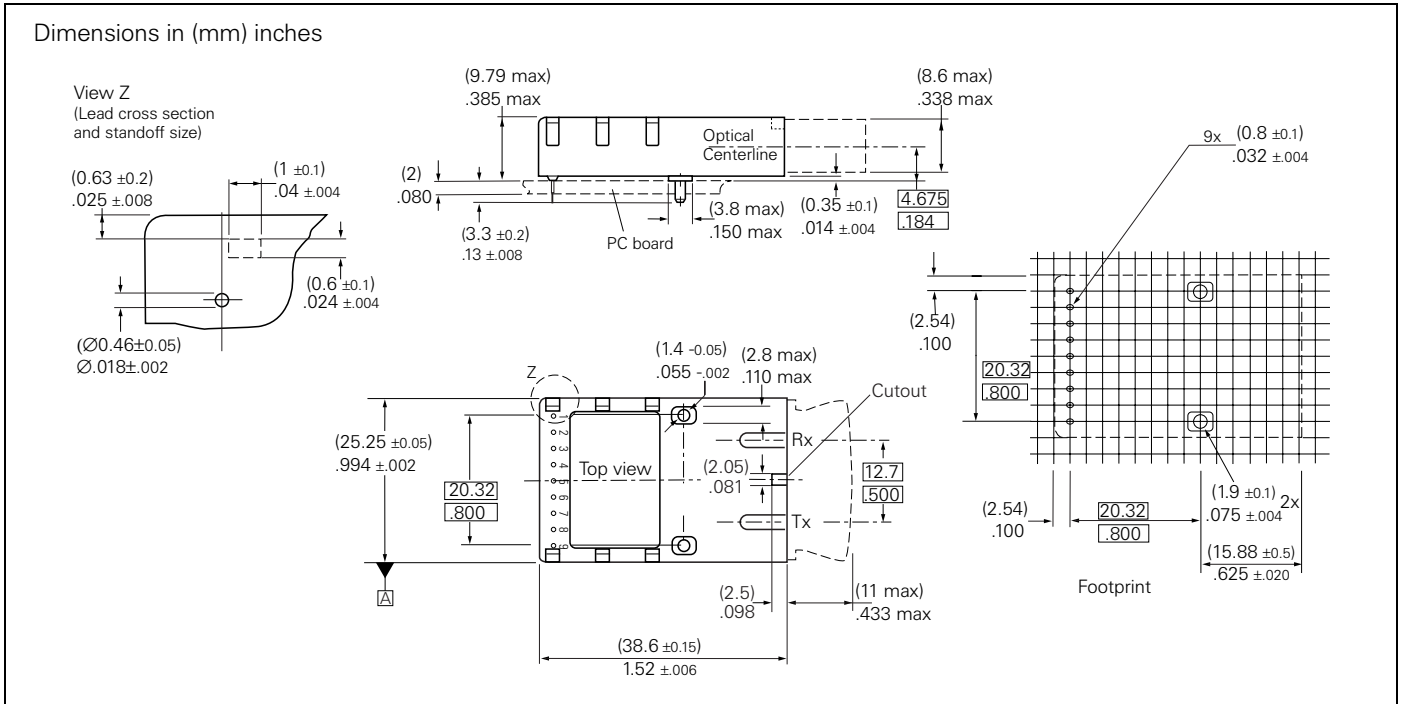 Dimensions in (mm) inches
View Z
(Lead cross section
and standoff size)
(0.63 ±0.2)
.025 ±.008
(1 ±0.1)
.04 ±.004
(0.6 ±0.1)
.024 ±.004
(∅0.46±0.05)
∅.018±.002
(9.79 max)
.385 max
(8.6 max)
.338 max
Optical
Centerline
(2)
.080
(3.3 ±0.2)
.13 ±.008
PC board
(3.8 max)
.150 max
(0.35 ±0.1)
.014 ±.004
4.675
.184
9x (0.8 ±0.1)
.032 ±.004
(2.54)
.100
20.32
.800
(2.54)
.100
20.32
.800
(1.9 ±0.1)
.075 ±.004
2x
(15.88 ±0.5)
.625 ±.020
Footprint
Z
(1.4 -0.05)
.055 -.002
(2.8 max)
.110 max
Cutout
(25.25 ±0.05)
.994 ±.002
20.32
.800
1
2
3
4
5
6
7
8
9
Top view
Rx
(2.05)
.081
12.7
.500
Tx
A
(2.5)
.098
(11 max)
.433 max
(38.6 ±0.15)
1.52 ±.006